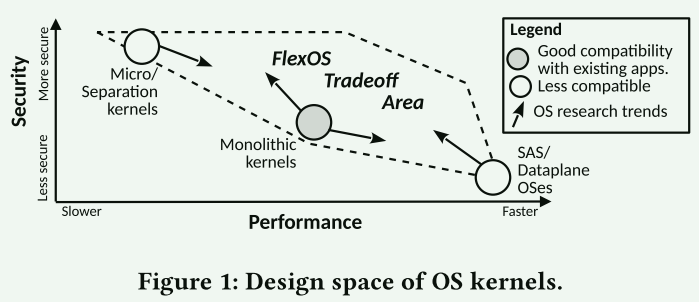 Security
More secure
Less secure
Micro/
Separation
kernels
FlexOS
Tradeoff
Area
Monolithic
kernels
SAS/
Dataplane
OSes
Legend
Good compatibility
with existing apps.
Less compatible
OS research trends
Slower
Performance
Faster
Figure 1: Design space of OS kernels.